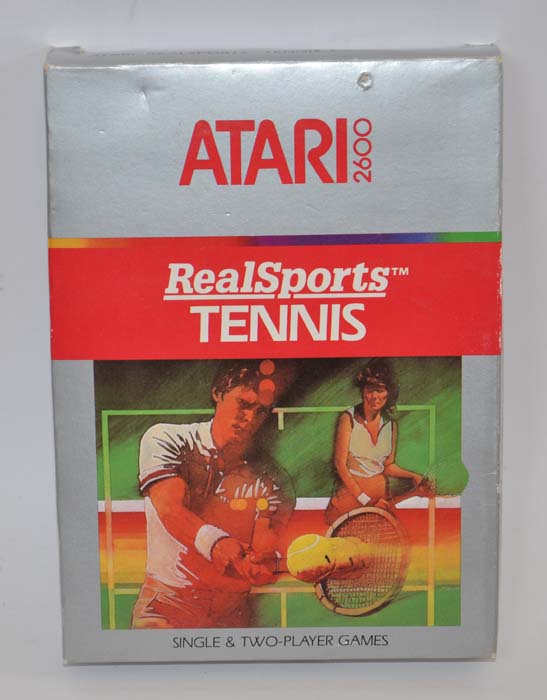 ATARI 2600
RealSports™
TENNIS
SINGLE & TWO-PLAYER GAMES